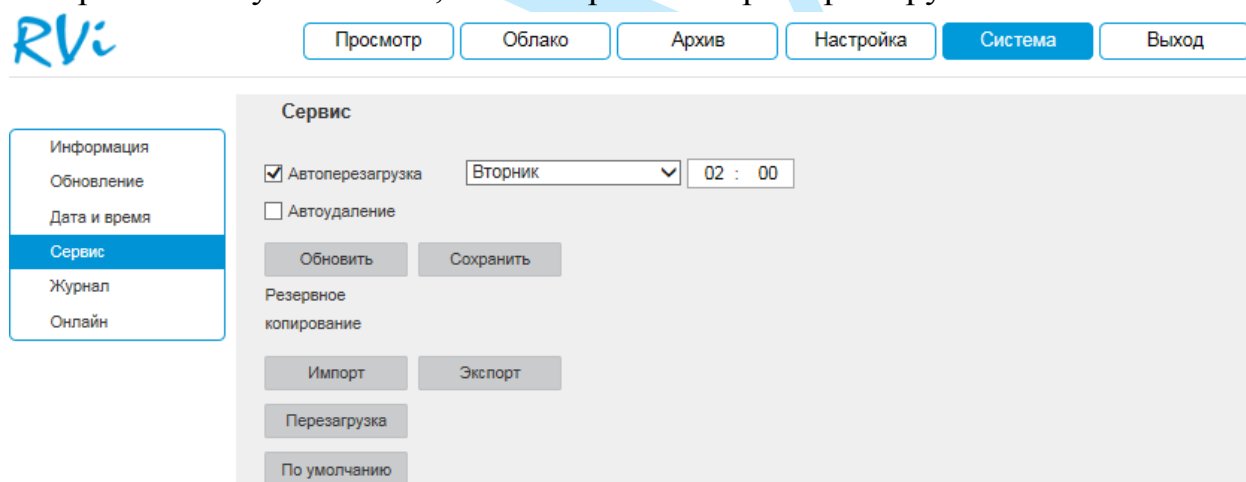 RVi
Просмотр Облако Архив Настройка Система Выход
Сервис
Информация
Обновление
Дата и время
Сервис
Журнал
Онлайн
Автоперезагрузка Вторник 02 : 00
Автоудаление
Обновить Сохранить
Резервное
копирование
Импорт Экспорт
Перезагрузка
По умолчанию